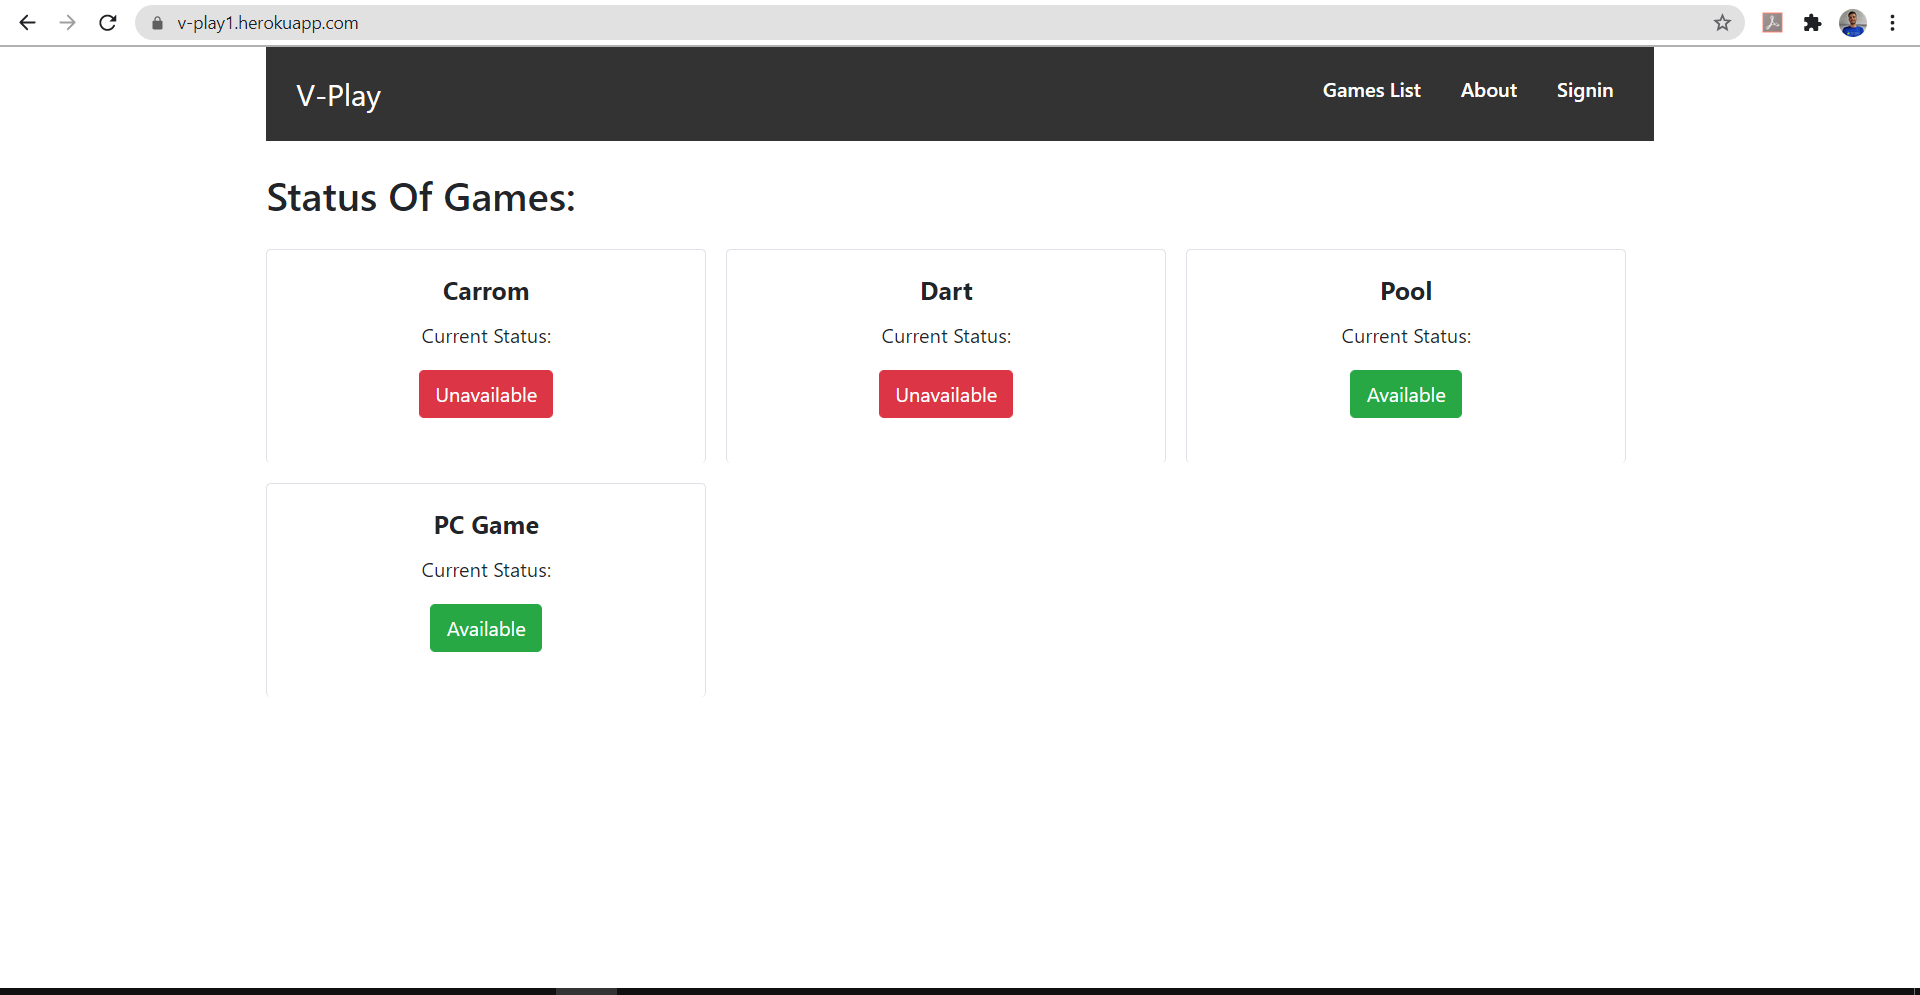 v-play1.herokuapp.com
V-Play
Games List About Signin
Status Of Games:
Carrom
Current Status:
Unavailable
Dart
Current Status:
Unavailable
Pool
Current Status:
Available
PC Game
Current Status:
Available